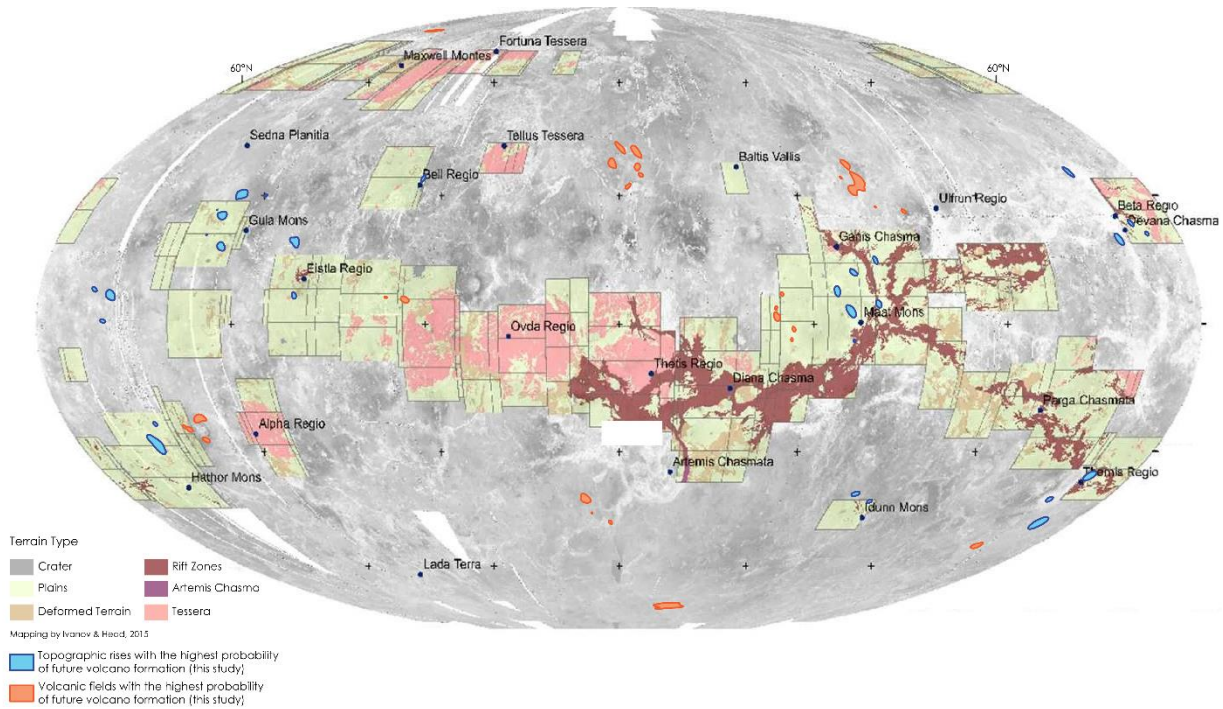 Fortuna Tessera
Maxwell Montes
60°N
60°N
Sedna Planitia
Tellus Tessera
Baltis Vallis
Bell Regio
Ulfrun Regio
Beta Regio
Devana Chasma
Gula Mons
Ganis Chasma
Eistla Regio
Maat Mons
Ovda Regio
Thetis Regio
Diana Chasma
Parga Chasmata
Alpha Regio
Artemis Chasmata
Themis Regio
Hathor Mons
Idunn Mons
Lada Terra
Terrain Type
Crater
Rift Zones
Plains
Artemis Chasma
Deformed Terrain
Tessera
Mapping by Ivanov & Head, 2015
Topographic rises with the highest probability
of future volcano formation (this study)
Volcanic fields with the highest probability
of future volcano formation (this study)